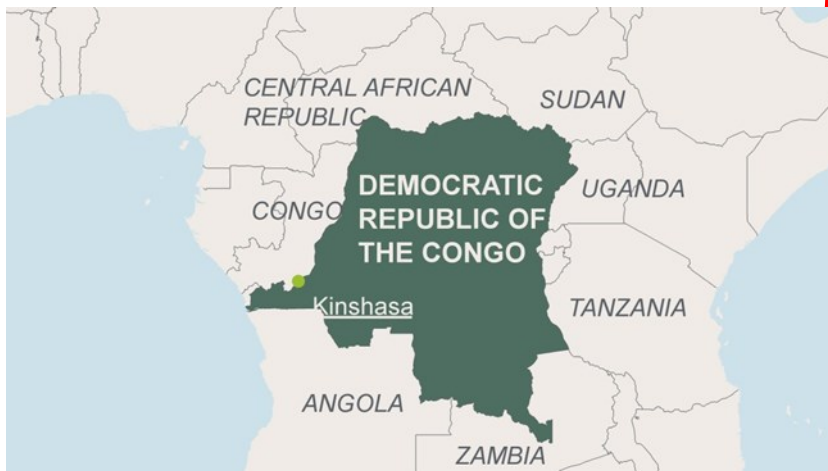 CENTRAL AFRICAN
REPUBLIC
SUDAN
DEMOCRATIC
REPUBLIC OF
THE CONGO
UGANDA
CONGO
Kinshasa
TANZANIA
ANGOLA
ZAMBIA